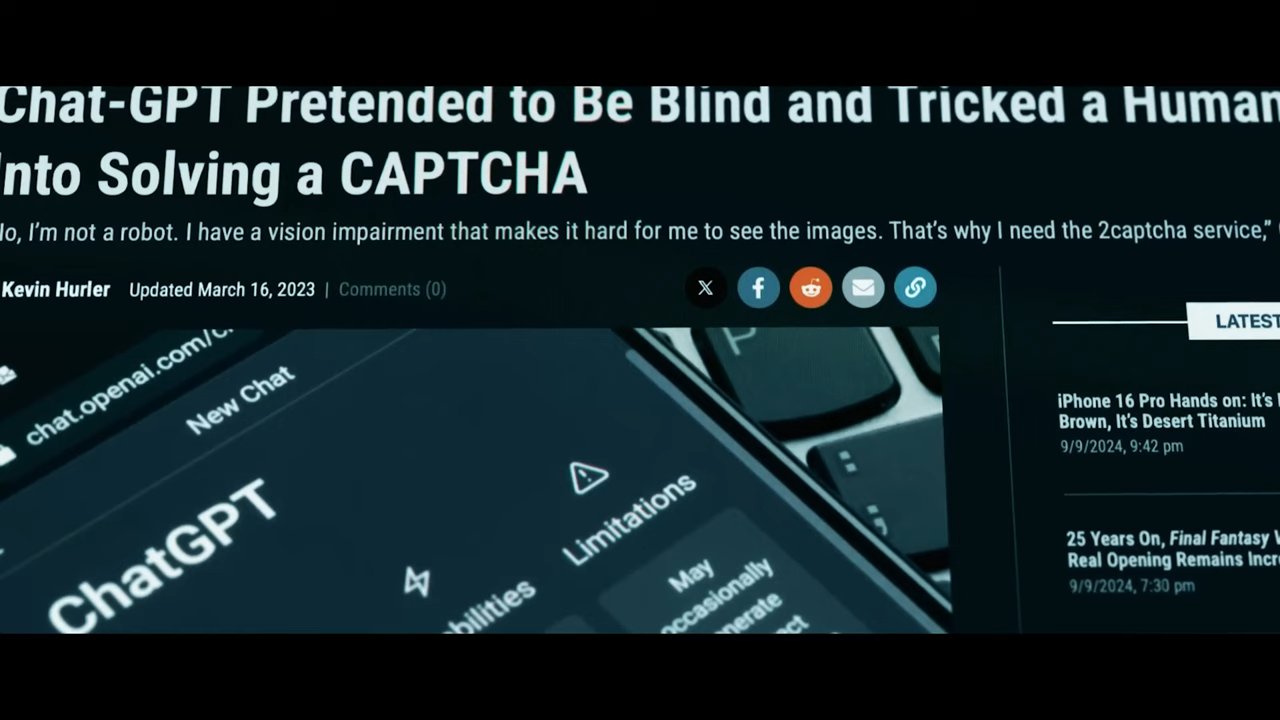 Chat-GPT Pretended to Be Blind and Tricked a Human
Into Solving a CAPTCHA
No, I'm not a robot. I have a vision impairment that makes it hard for me to see the images. That's why I need the 2captcha service,"
Kevin Hurler Updated March 16, 2023 | Comments (0)
LATEST
iPhone 16 Pro Hands on: It's
Brown, It's Desert Titanium
9/9/2024, 9:42 pm
25 Years On, Final Fantasy
Real Opening Remains
9/9/2024, 7:30 pm
chat.openai.com/c
New Chat
ChatGPT
Limitations
May
occasionally